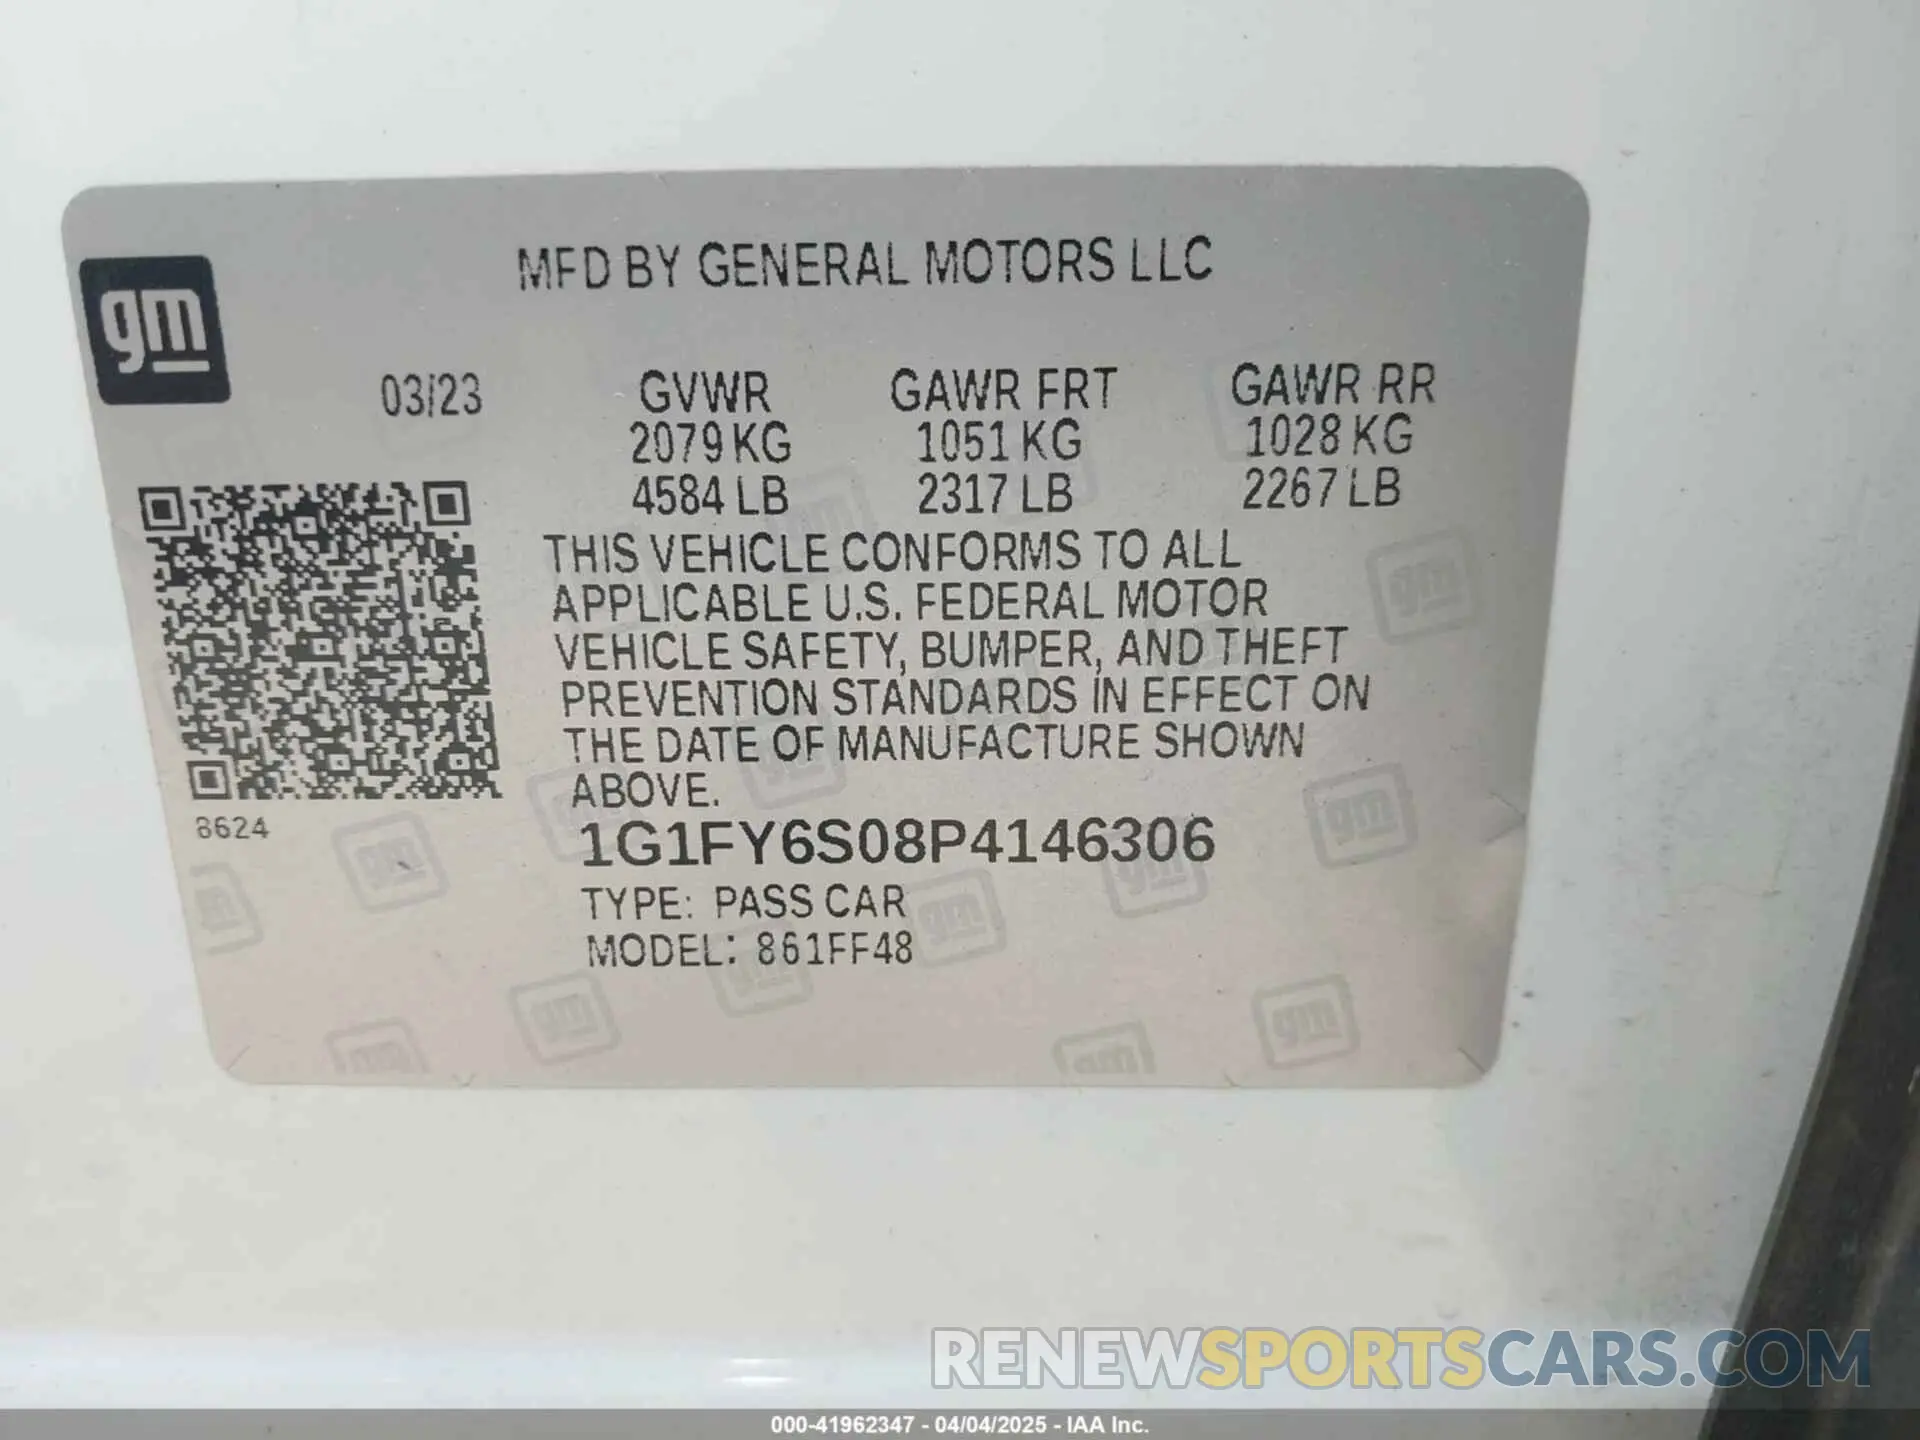 MFD BY GENERAL MOTORS LLC
gm
03/23 GVWR GAWR FRT GAWR RR
2079 KG 1051 KG 1028 KG
4584 LB 2317 LB 2267 LB
THIS VEHICLE CONFORMS TO ALL
APPLICABLE U.S. FEDERAL MOTOR
VEHICLE SAFETY, BUMPER, AND THEFT
PREVENTION STANDARDS IN EFFECT ON
THE DATE OF MANUFACTURE SHOWN
ABOVE.
8624
1G1FY6S08P4146306
TYPE: PASS CAR
MODEL: 861FF48
RENEWSPORTSCARS.COM
000-41962347 - 04/04/2025 - IAA Inc.